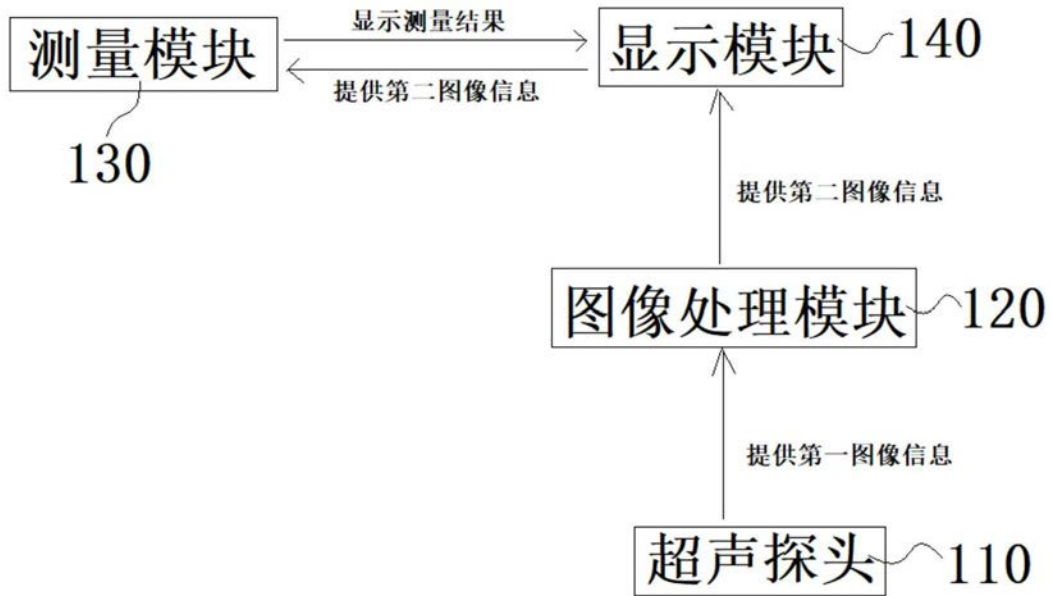 显示测量结果
测量模块
显示模块
140
提供第二图像信息
130
提供第二图像信息
图像处理模块
120
提供第一图像信息
超声探头
110